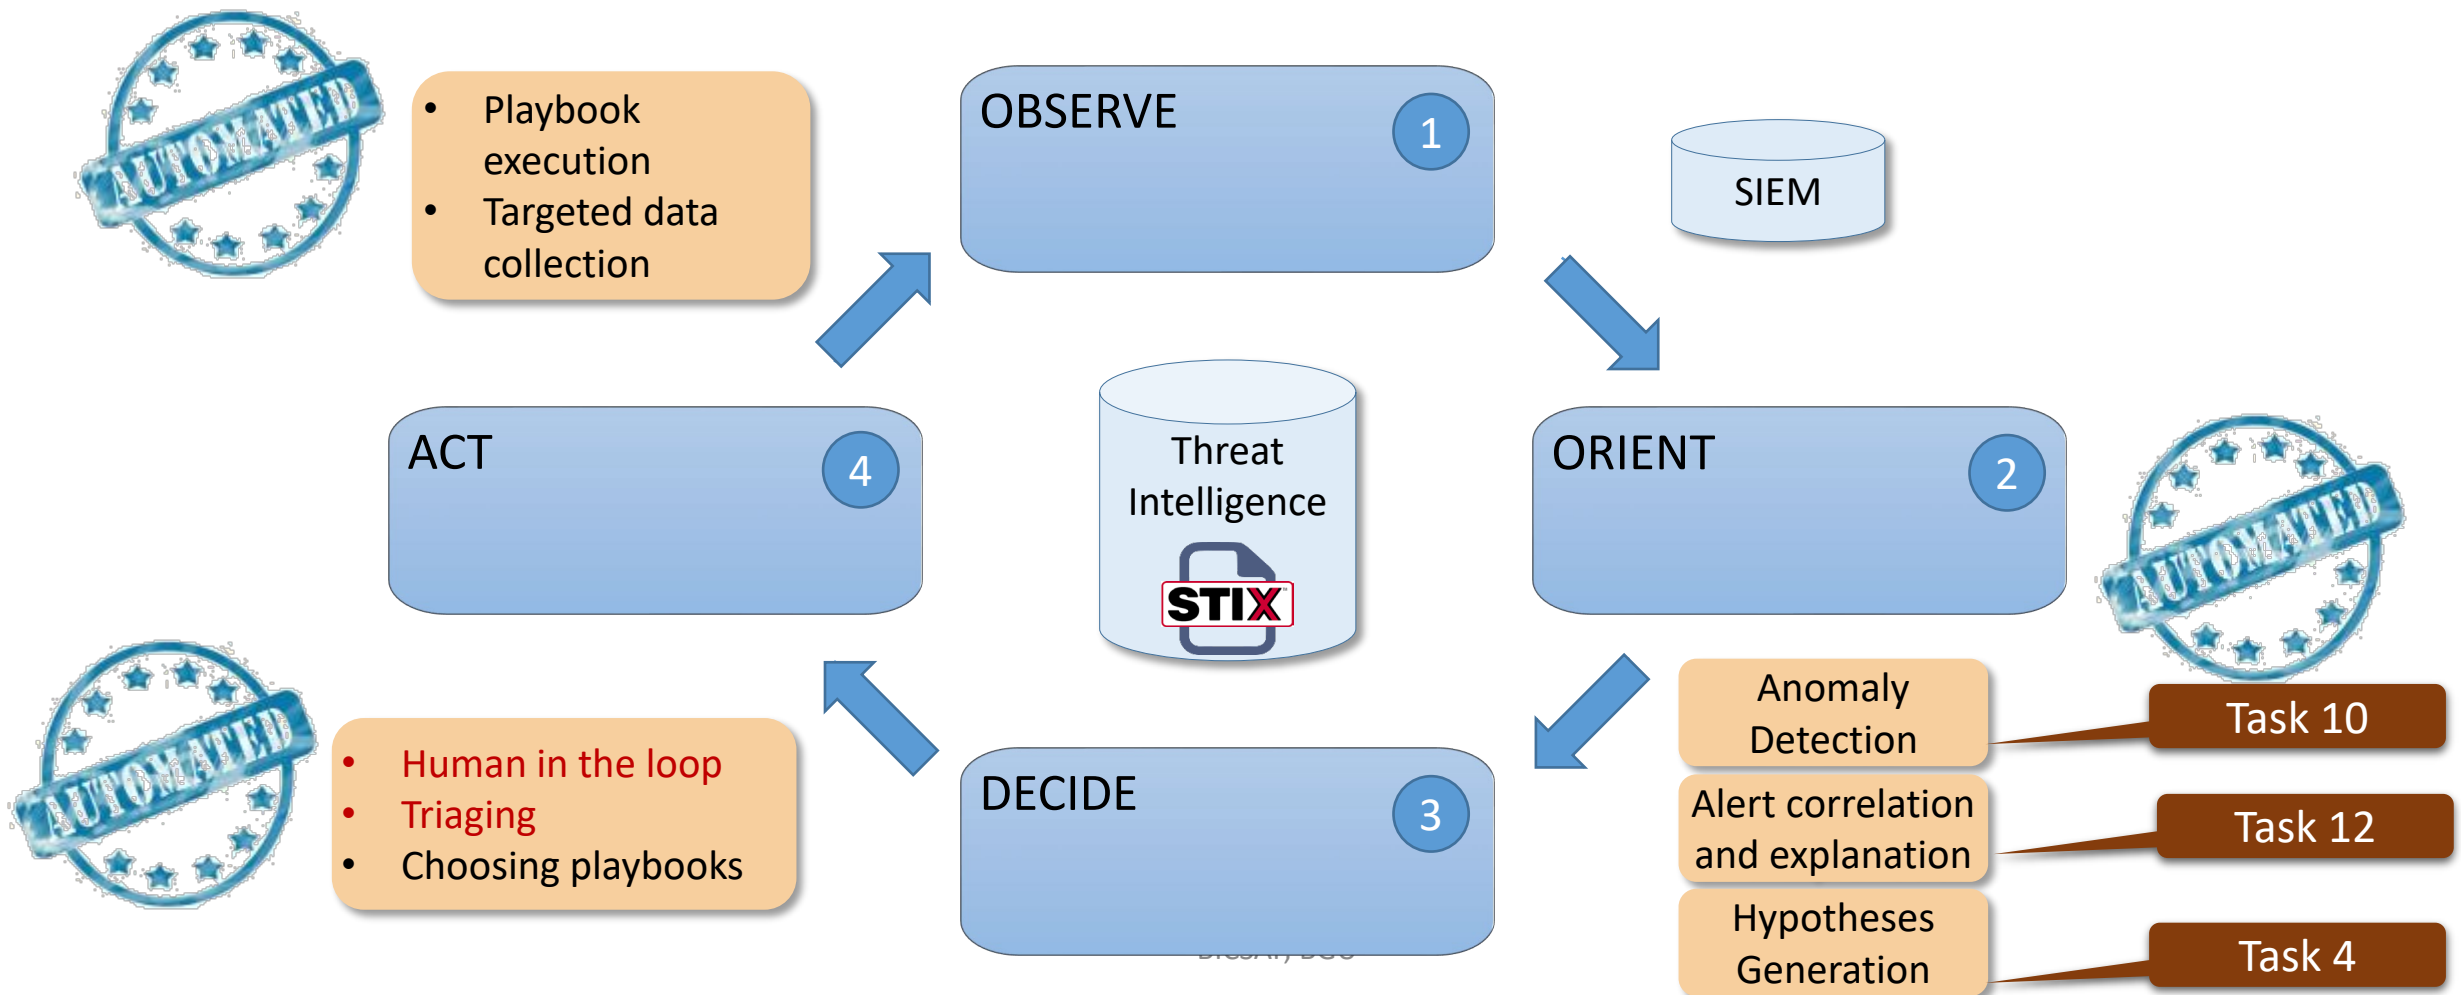 AUTOMATED
• Playbook
execution
• Targeted data
collection
OBSERVE
1
SIEM
ACT
4
Threat
Intelligence
STIX
ORIENT
2
AUTOMATED
AUTOMATED
• Human in the loop
• Triaging
• Choosing playbooks
DECIDE
3
Anomaly
Detection
Task 10
Alert correlation
and explanation
Task 12
Hypotheses
Generation
Task 4